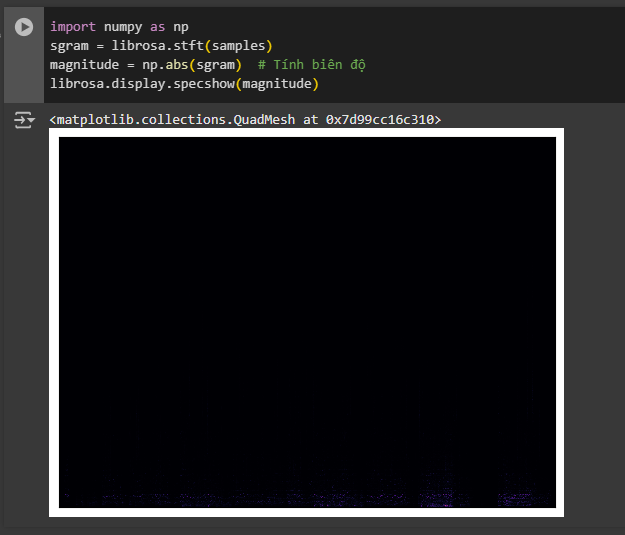 import numpy as np
sgram = librosa.stft(samples)
magnitude = np.abs(sgram)  # Tính biên độ
librosa.display.specshow(magnitude)
<matplotlib.collections.QuadMesh at 0x7d99cc16c310>